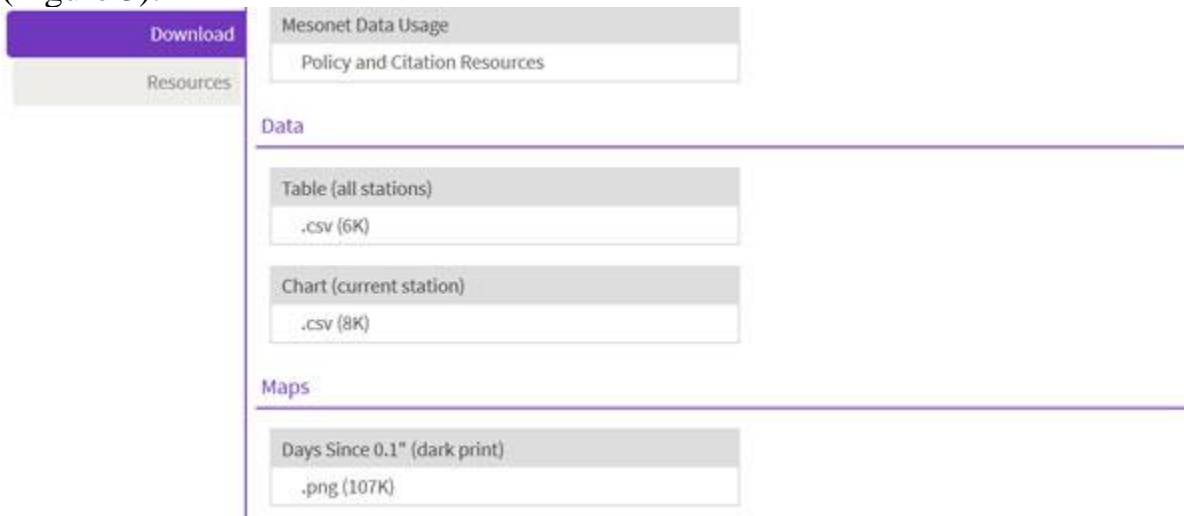 Download
Resources
Mesonet Data Usage
Policy and Citation Resources
Data
Table (all stations)
.csv (6K)
Chart (current station)
.csv (8K)
Maps
Days Since 0.1" (dark print)
.png (107K)